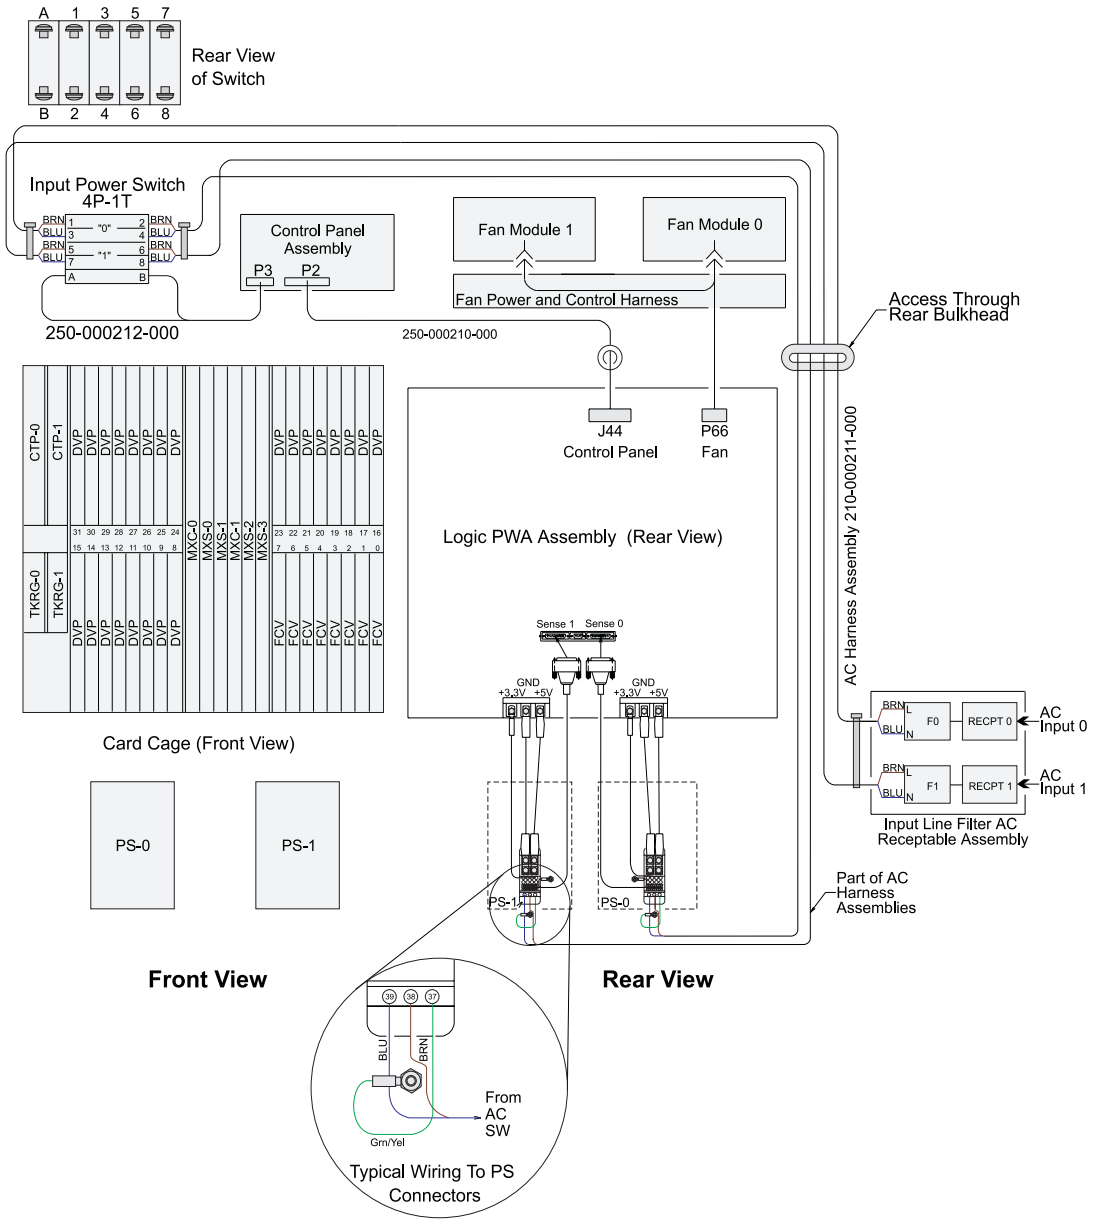 A 1 3 5 7
Rear View
of Switch
B 2 4 6 8
Input Power Switch
4P-1T
BRN 1 "0" 2 BRN
BLU 3 4 BLU
BRN 5 "1" 6 BRN
BLU 7 8 BLU
A B
250-000212-000
Control Panel
Assembly
P3 P2
250-000210-000
Fan Module 1
Fan Module 0
Fan Power and Control Harness
Access Through
Rear Bulkhead
AC Harness Assembly 210-000211-000
CTP-0 CTP-1 DVP DVP DVP DVP DVP DVP DVP DVP DVP DVP DVP DVP DVP DVP DVP DVP
31 30 29 28 27 26 25 24 23 22 21 20 19 18 17 16
MXC-0 MXS-0 MXS-1 MXC-1 MXS-2 MXS-3
15 14 13 12 11 10 9 8 7 6 5 4 3 2 1 0
TKRG-0 TKRG-1 DVP DVP DVP DVP DVP DVP DVP DVP FCV FCV FCV FCV FCV FCV FCV FCV
Card Cage (Front View)
PS-0
PS-1
Front View
J44
Control Panel
P66
Fan
Logic PWA Assembly (Rear View)
Sense 1 Sense 0
GND
+3.3V +5V
GND
+3.3V +5V
PS-1
PS-0
Rear View
BRN L
BLU N
F0
RECPT 0
AC
Input 0
BRN L
BLU N
F1
RECPT 1
AC
Input 1
Input Line Filter AC
Receptable Assembly
Part of AC
Harness
Assemblies
39 38 37
BLU
BRN
Grn/Yel
From
AC
SW
Typical Wiring To PS
Connectors